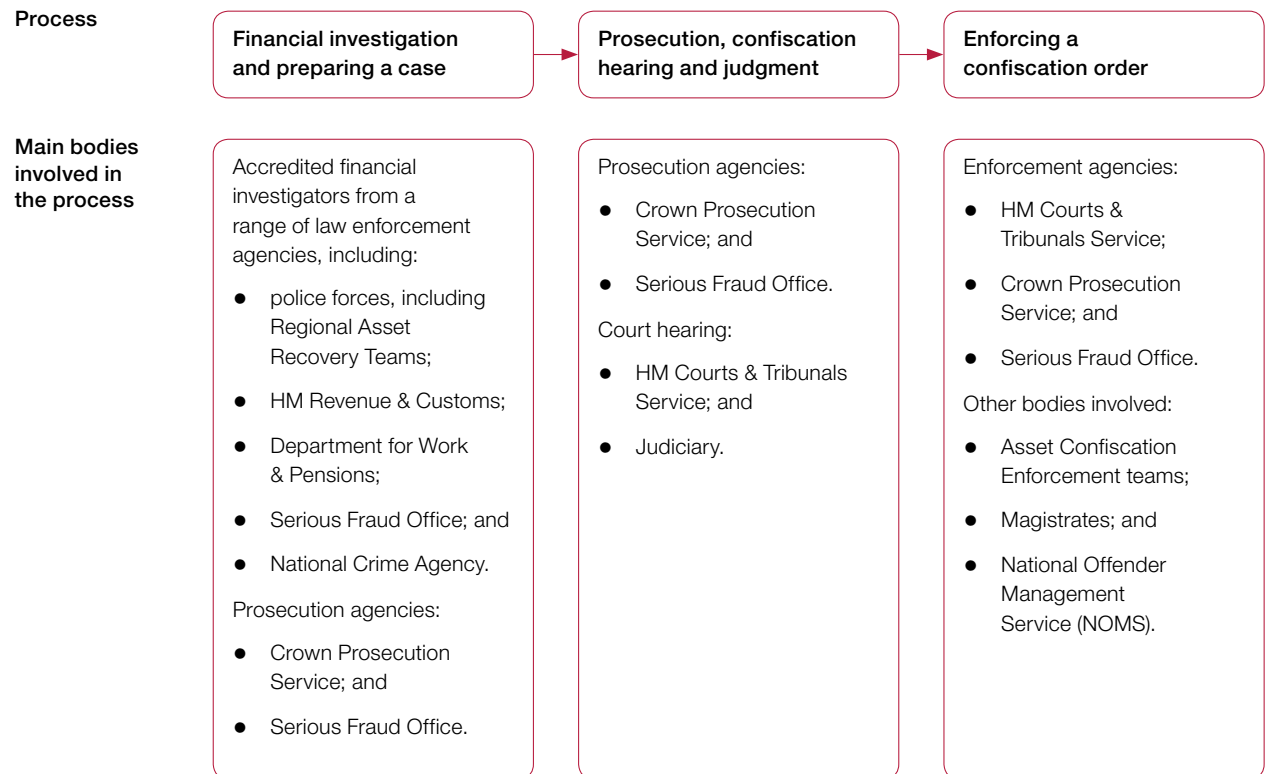 Process
Financial investigation
and preparing a case
Prosecution, confiscation
hearing and judgment
Enforcing a
confiscation order
Main bodies
involved in
the process
Accredited financial
investigators from a
range of law enforcement
agencies, including:
● police forces, including
Regional Asset
Recovery Teams;
● HM Revenue & Customs;
● Department for Work
& Pensions;
● Serious Fraud Office; and
● National Crime Agency.
Prosecution agencies:
● Crown Prosecution
Service; and
● Serious Fraud Office.
Prosecution agencies:
● Crown Prosecution
Service; and
● Serious Fraud Office.
Court hearing:
● HM Courts & Tribunals
Service; and
● Judiciary.
Enforcement agencies:
● HM Courts &
Tribunals Service;
● Crown Prosecution
Service; and
● Serious Fraud Office.
Other bodies involved:
● Asset Confiscation
Enforcement teams;
● Magistrates; and
● National Offender
Management
Service (NOMS).